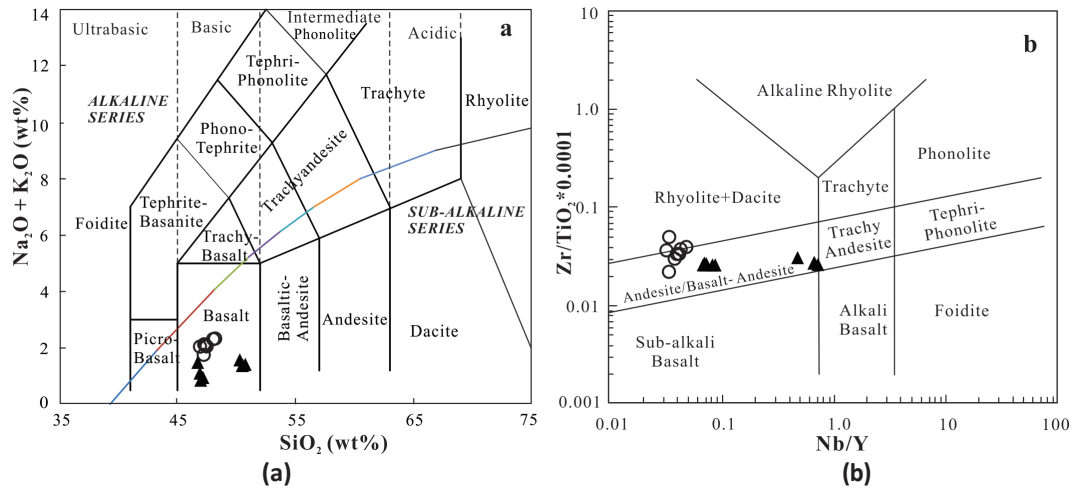 a
Na₂O + K₂O (wt%)
14
12
10
8
6
4
2
0
Ultrabasic
Basic
Intermediate
Acidic
Phonolite
Tephri-
Phonolite
Trachyte
Rhyolite
ALKALINE
SERIES
Phono-
Tephrite
Trachyandesite
Foidite
Tephrite-
Basanite
Trachy-
Basalt
SUB-ALKALINE
SERIES
Picro-
Basalt
Basalt
Basaltic-
Andesite
Andesite
Dacite
35
45
55
65
75
SiO₂ (wt%)
(a)
b
Zr/TiO₂*0.0001
10
1.0
0.10
0.01
0.001
Alkaline Rhyolite
Phonolite
Rhyolite+Dacite
Trachyte
Trachy
Andesite
Tephri-
Phonolite
Andesite/Basalt-Andesite
Sub-alkali
Basalt
Alkali
Basalt
Foidite
0.01
0.1
1.0
10
100
Nb/Y
(b)